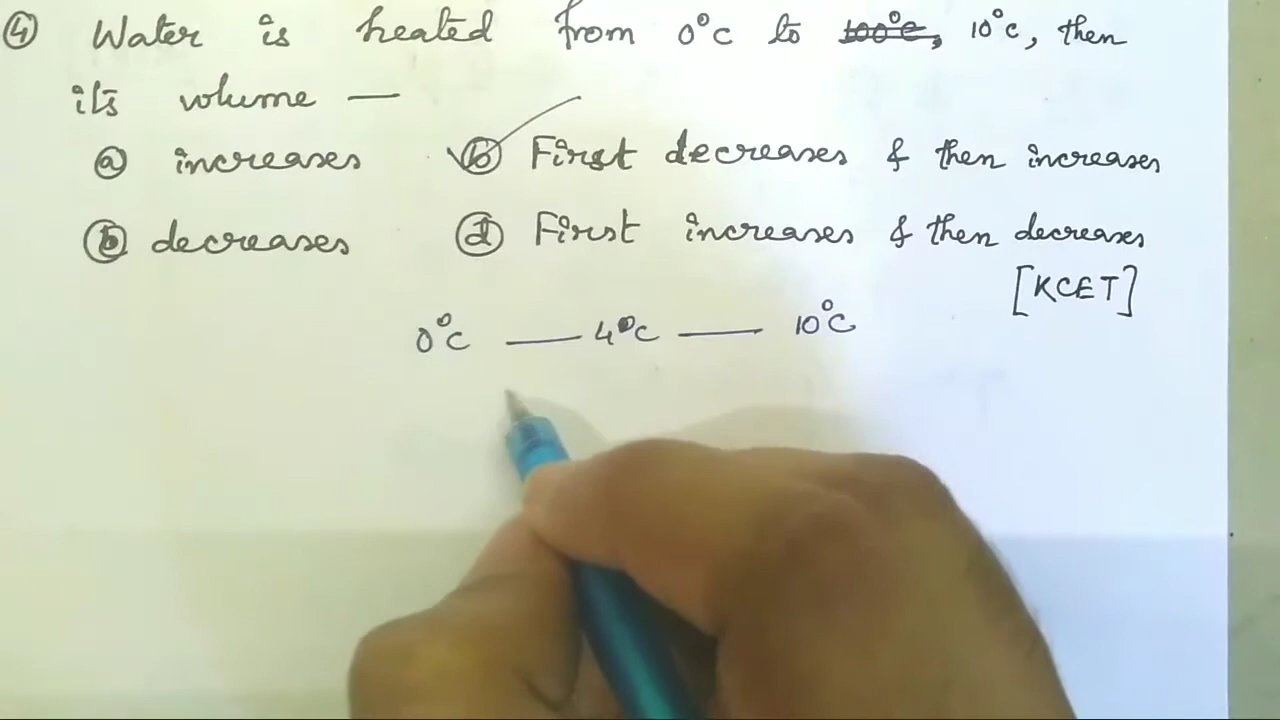 ④ Water is heated from 0°C to 100°C, 10°C, then
its volume —
ⓐ increases ⓑ First decreases & then increases
ⓑ decreases ⓓ First increases & then decreases
[KCET]
0°C — 4°C — 10°C